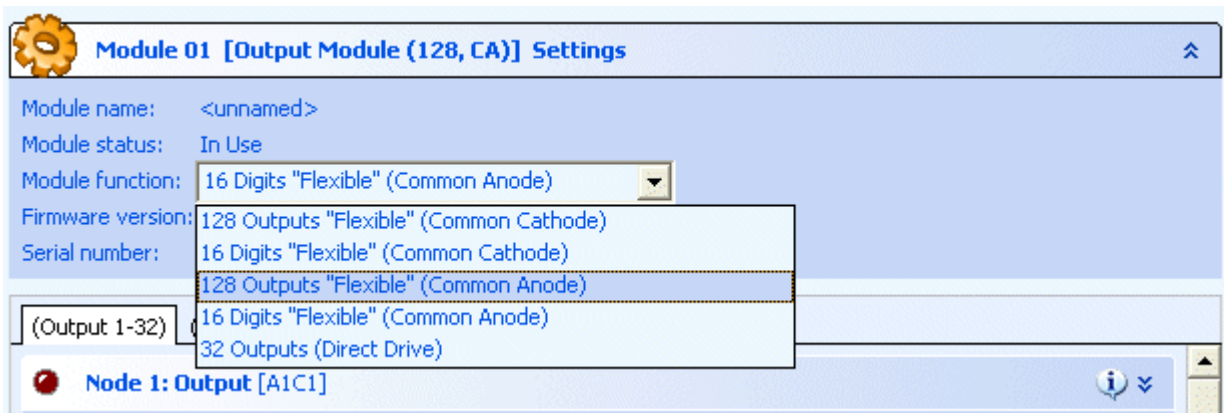 Module 01 [Output Module (128, CA)] Settings
Module name: <unnamed>
Module status: In Use
Module function: 16 Digits "Flexible" (Common Anode)
Firmware version:
128 Outputs "Flexible" (Common Cathode)
Serial number:
16 Digits "Flexible" (Common Cathode)
128 Outputs "Flexible" (Common Anode)
16 Digits "Flexible" (Common Anode)
(Output 1-32)
32 Outputs (Direct Drive)
Node 1: Output [A1C1]